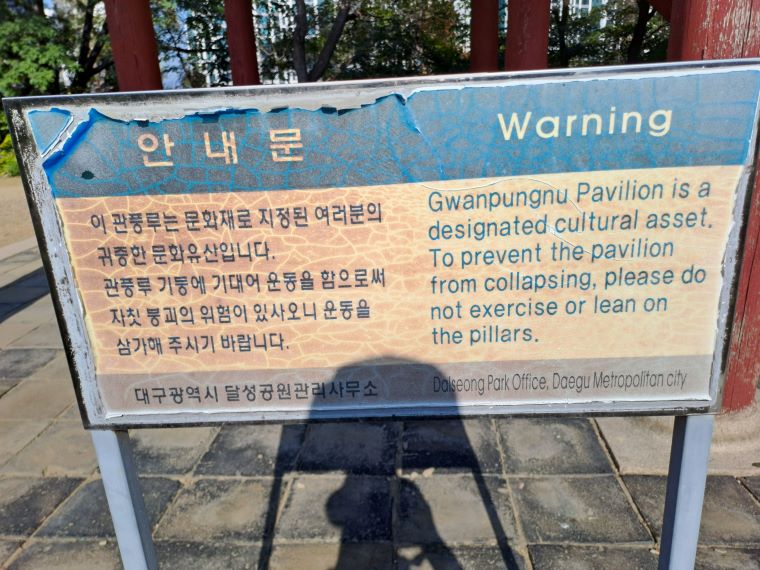 안 내 문
이 관풍루는 문화재로 지정된 여러분의
귀중한 문화유산입니다.
관풍루 기둥에 기대어 운동을 함으로써
자칫 붕괴의 위험이 있사오니 운동을
삼가해 주시기 바랍니다.
대구광역시 달성공원관리사무소
Warning
Gwanpungnu Pavilion is a
designated cultural asset.
To prevent the pavilion
from collapsing, please do
not exercise or lean on
the pillars.
Dalseong Park Office, Daegu Metropolitan city